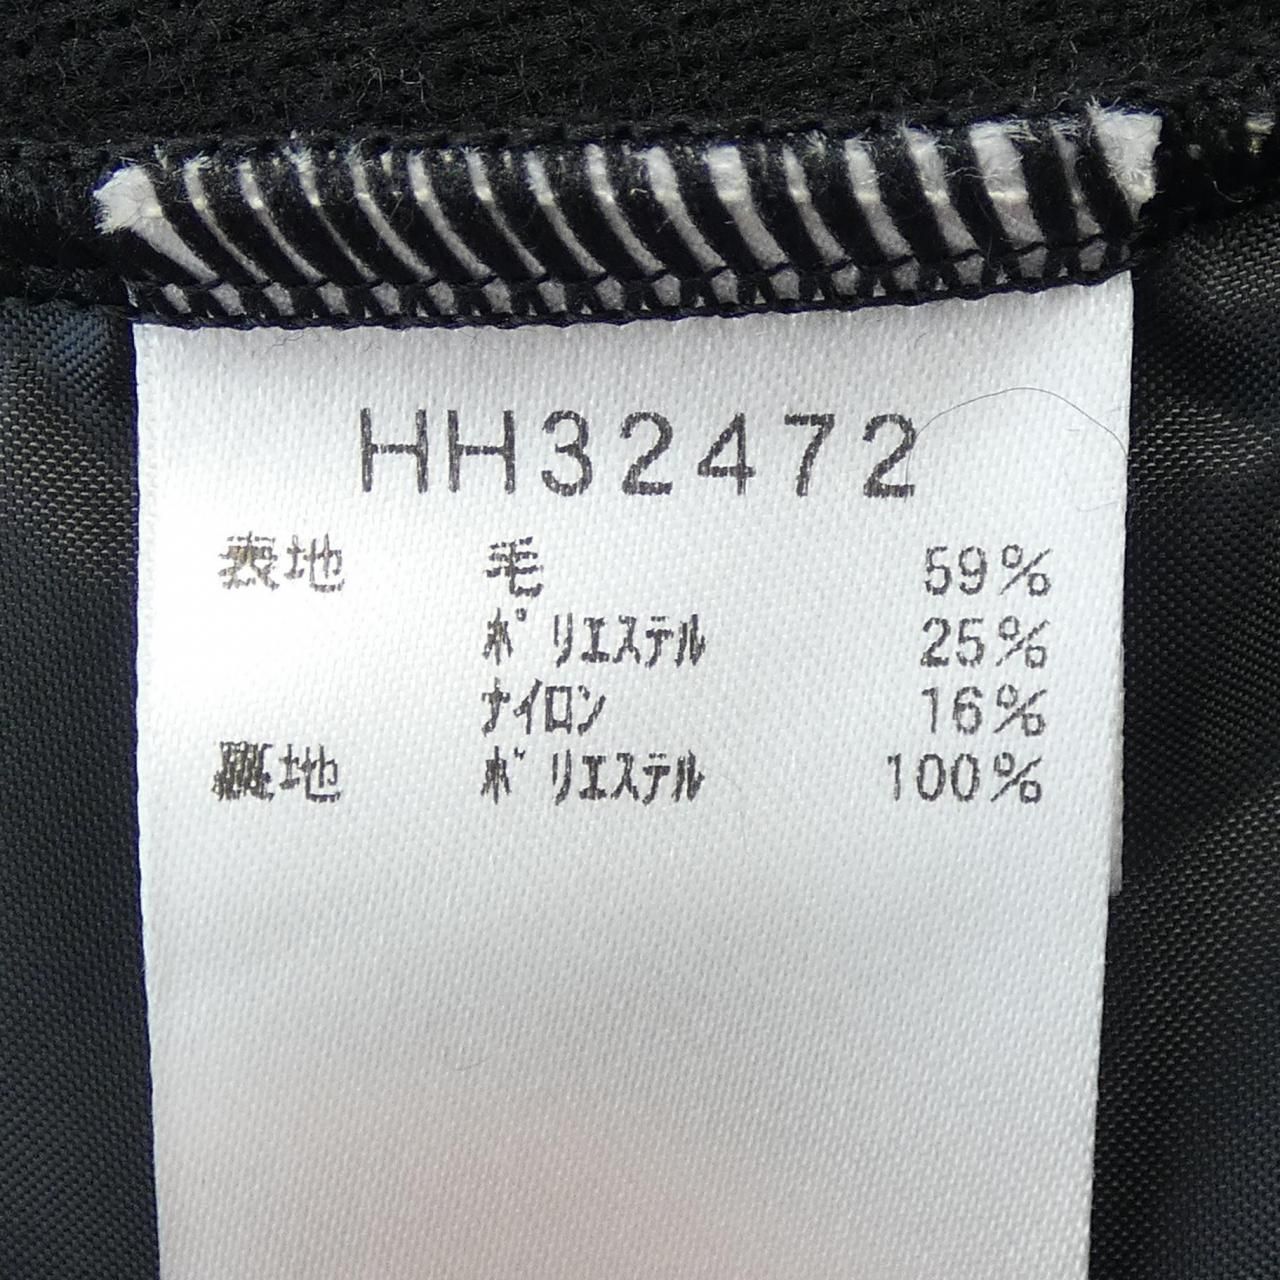 HH32472
表地 毛 59%
ポリエステル 25%
ナイロン 16%
裏地 ポリエステル 100%